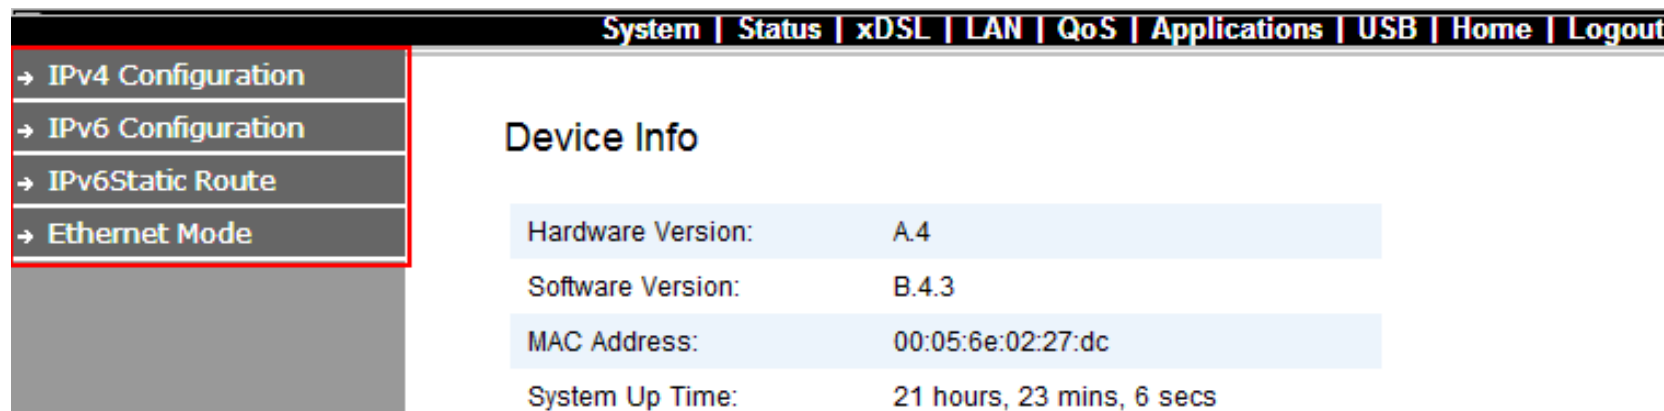 System | Status | xDSL | LAN | QoS | Applications | USB | Home | Logout
IPv4 Configuration
IPv6 Configuration
IPv6Static Route
Ethernet Mode
Device Info
Hardware Version: A.4
Software Version: B.4.3
MAC Address: 00:05:6e:02:27:dc
System Up Time: 21 hours, 23 mins, 6 secs